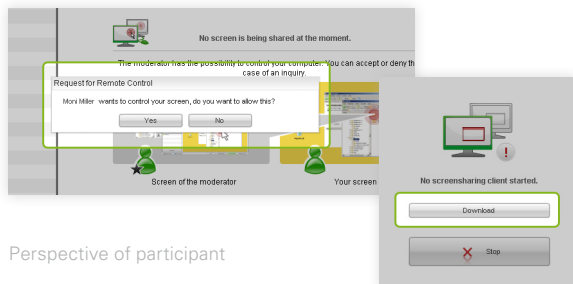 No screen is being shared at the moment.
The moderator has the possibility to control your computer. You can accept or deny th
case of an inquiry.
Request for Remote Control
Moni Miller wants to control your screen, do you want to allow this?
Yes No
Screen of the moderator
Your screen
No screensharing client started.
Download
Stop
Perspective of participant